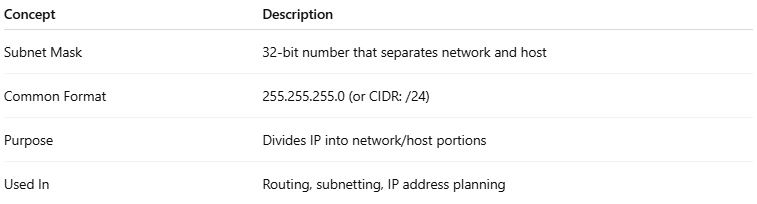 Concept Description
Subnet Mask 32-bit number that separates network and host
Common Format 255.255.255.0 (or CIDR: /24)
Purpose Divides IP into network/host portions
Used In Routing, subnetting, IP address planning